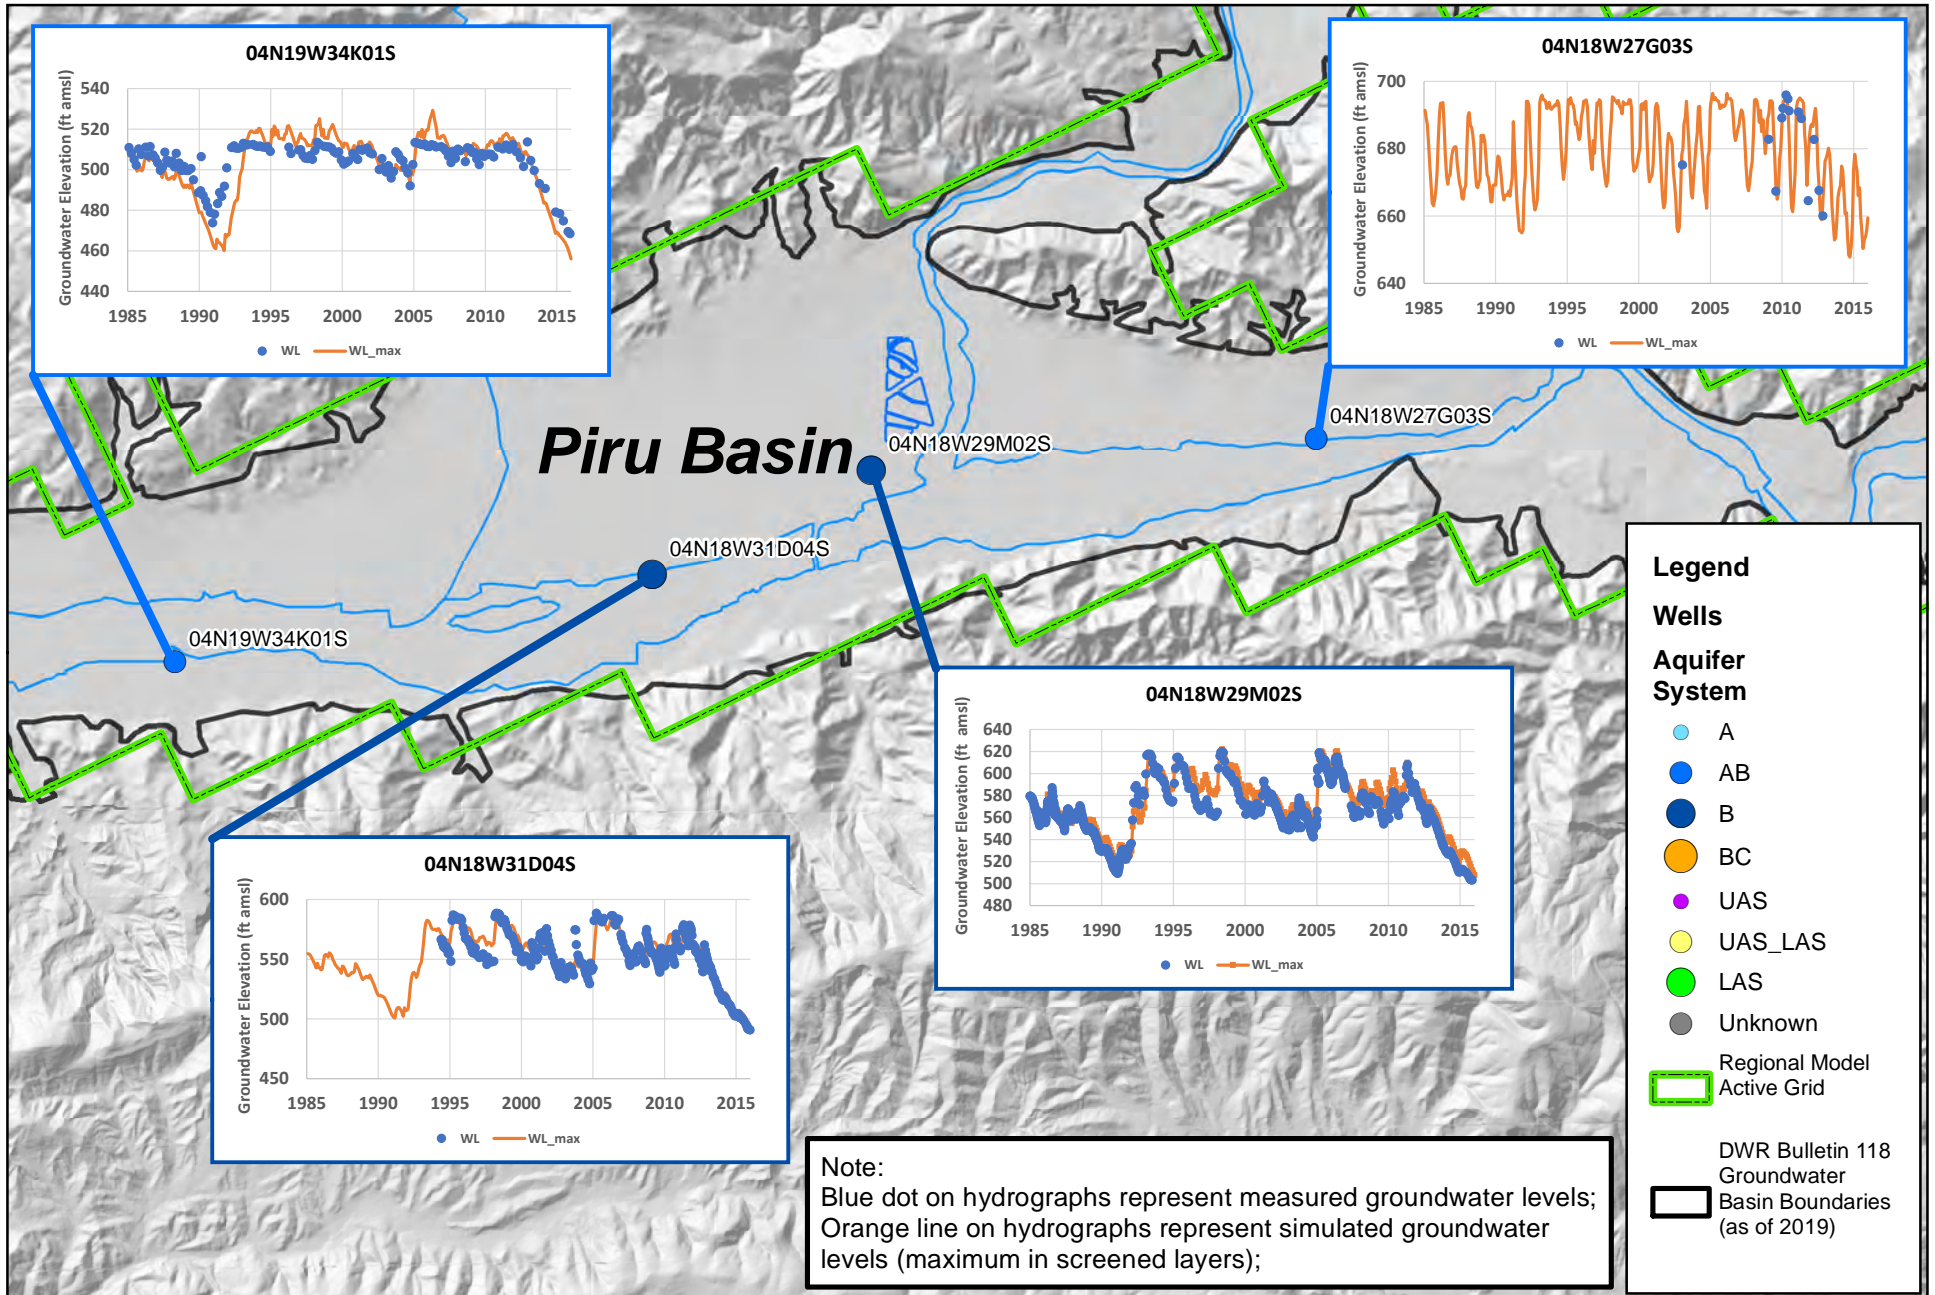 04N19W34K01S
Groundwater Elevation (ft amsl)
540
520
500
480
460
440
1985 1990 1995 2000 2005 2010 2015
WL WL_max
04N18W27G03S
Groundwater Elevation (ft amsl)
700
680
660
640
1985 1990 1995 2000 2005 2010 2015
WL WL_max
04N18W27G03S
Piru Basin
04N18W29M02S
04N18W31D04S
04N19W34K01S
04N18W29M02S
Groundwater Elevation (ft amsl)
640
620
600
580
560
540
520
500
480
1985 1990 1995 2000 2005 2010 2015
WL WL_max
04N18W31D04S
Groundwater Elevation (ft amsl)
600
550
500
450
1985 1990 1995 2000 2005 2010 2015
WL WL_max
Legend
Wells
Aquifer
System
A
AB
B
BC
UAS
UAS_LAS
LAS
Unknown
Regional Model
Active Grid
DWR Bulletin 118
Groundwater
Basin Boundaries
(as of 2019)
Note:
Blue dot on hydrographs represent measured groundwater levels;
Orange line on hydrographs represent simulated groundwater
levels (maximum in screened layers);